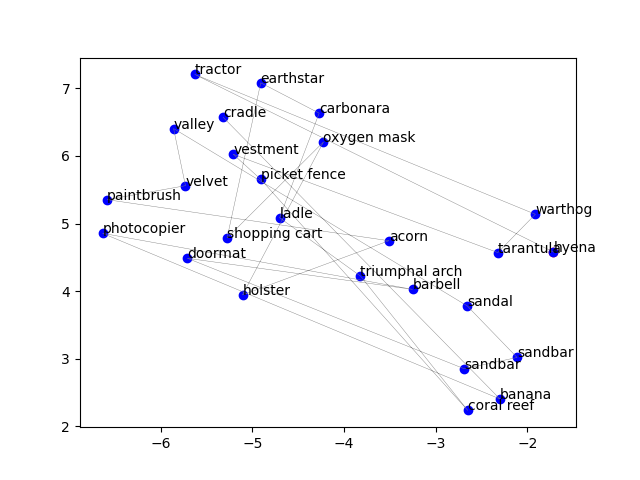 tractor
earthstar
7
carbonara
cradle
valley
oxygen mask
vestment
6
picket fence
velvet
paintbrush
warthog
ladle
5
photocopier
shopping cart
acorn
tarantula
hyena
doormat
triumphal arch
barbell
holster
4
sandal
sandbar
3
sandbar
banana
coral reef
2
−6
−5
−4
−3
−2